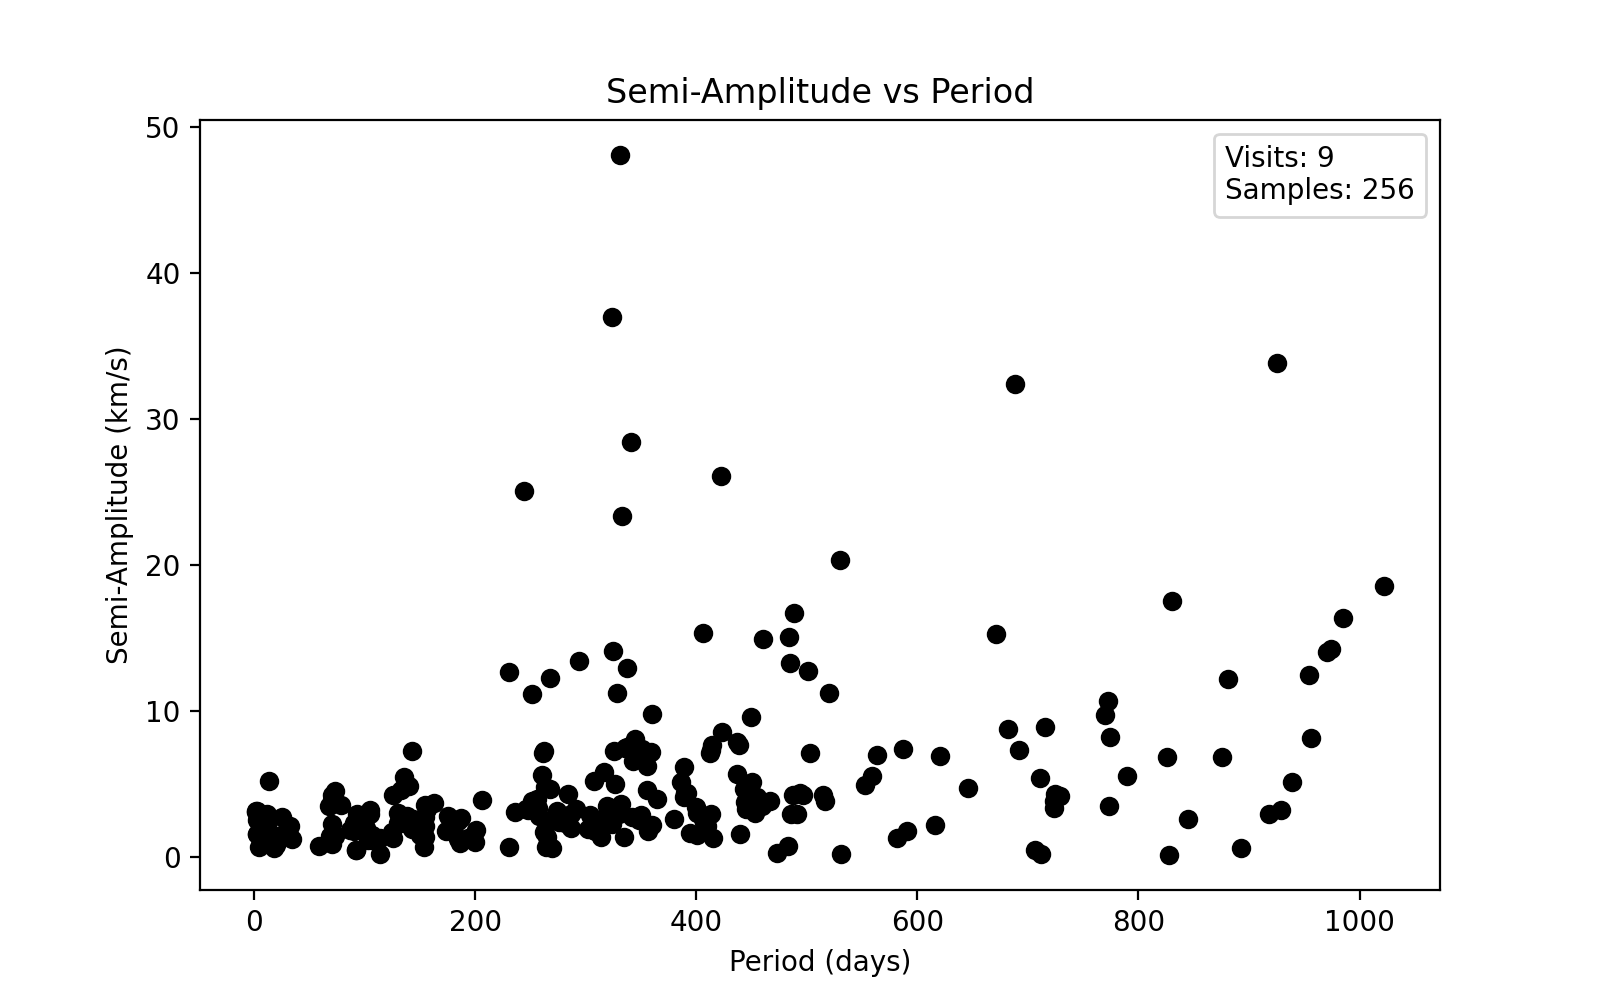 Semi-Amplitude vs Period
Visits: 9
Samples: 256
50
40
30
20
10
0
Semi-Amplitude (km/s)
0 200 400 600 800 1000
Period (days)